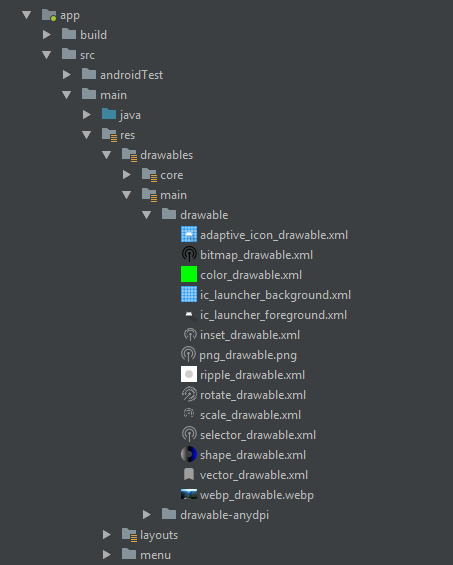 app
build
src
androidTest
main
java
res
drawables
core
main
drawable
adaptive_icon_drawable.xml
bitmap_drawable.xml
color_drawable.xml
ic_launcher_background.xml
ic_launcher_foreground.xml
inset_drawable.xml
png_drawable.png
ripple_drawable.xml
rotate_drawable.xml
scale_drawable.xml
selector_drawable.xml
shape_drawable.xml
vector_drawable.xml
webp_drawable.webp
drawable-anydpi
layouts
menu